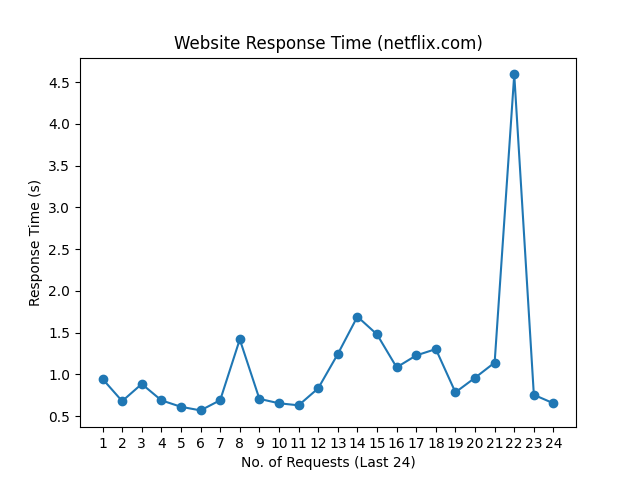 Website Response Time (netflix.com)
4.5
4.0
3.5
3.0
2.5
2.0
1.5
1.0
0.5
Response Time (s)
1 2 3 4 5 6 7 8 9 10 11 12 13 14 15 16 17 18 19 20 21 22 23 24
No. of Requests (Last 24)